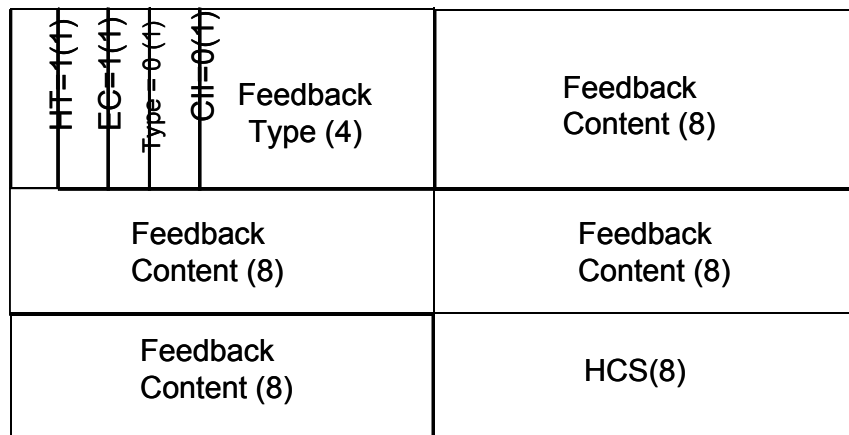 HT=1(1)
EC=1(1)
Type = 0 (1)
CII=0(1)
Feedback
Type (4)
Feedback
Content (8)
Feedback
Content (8)
Feedback
Content (8)
Feedback
Content (8)
HCS(8)